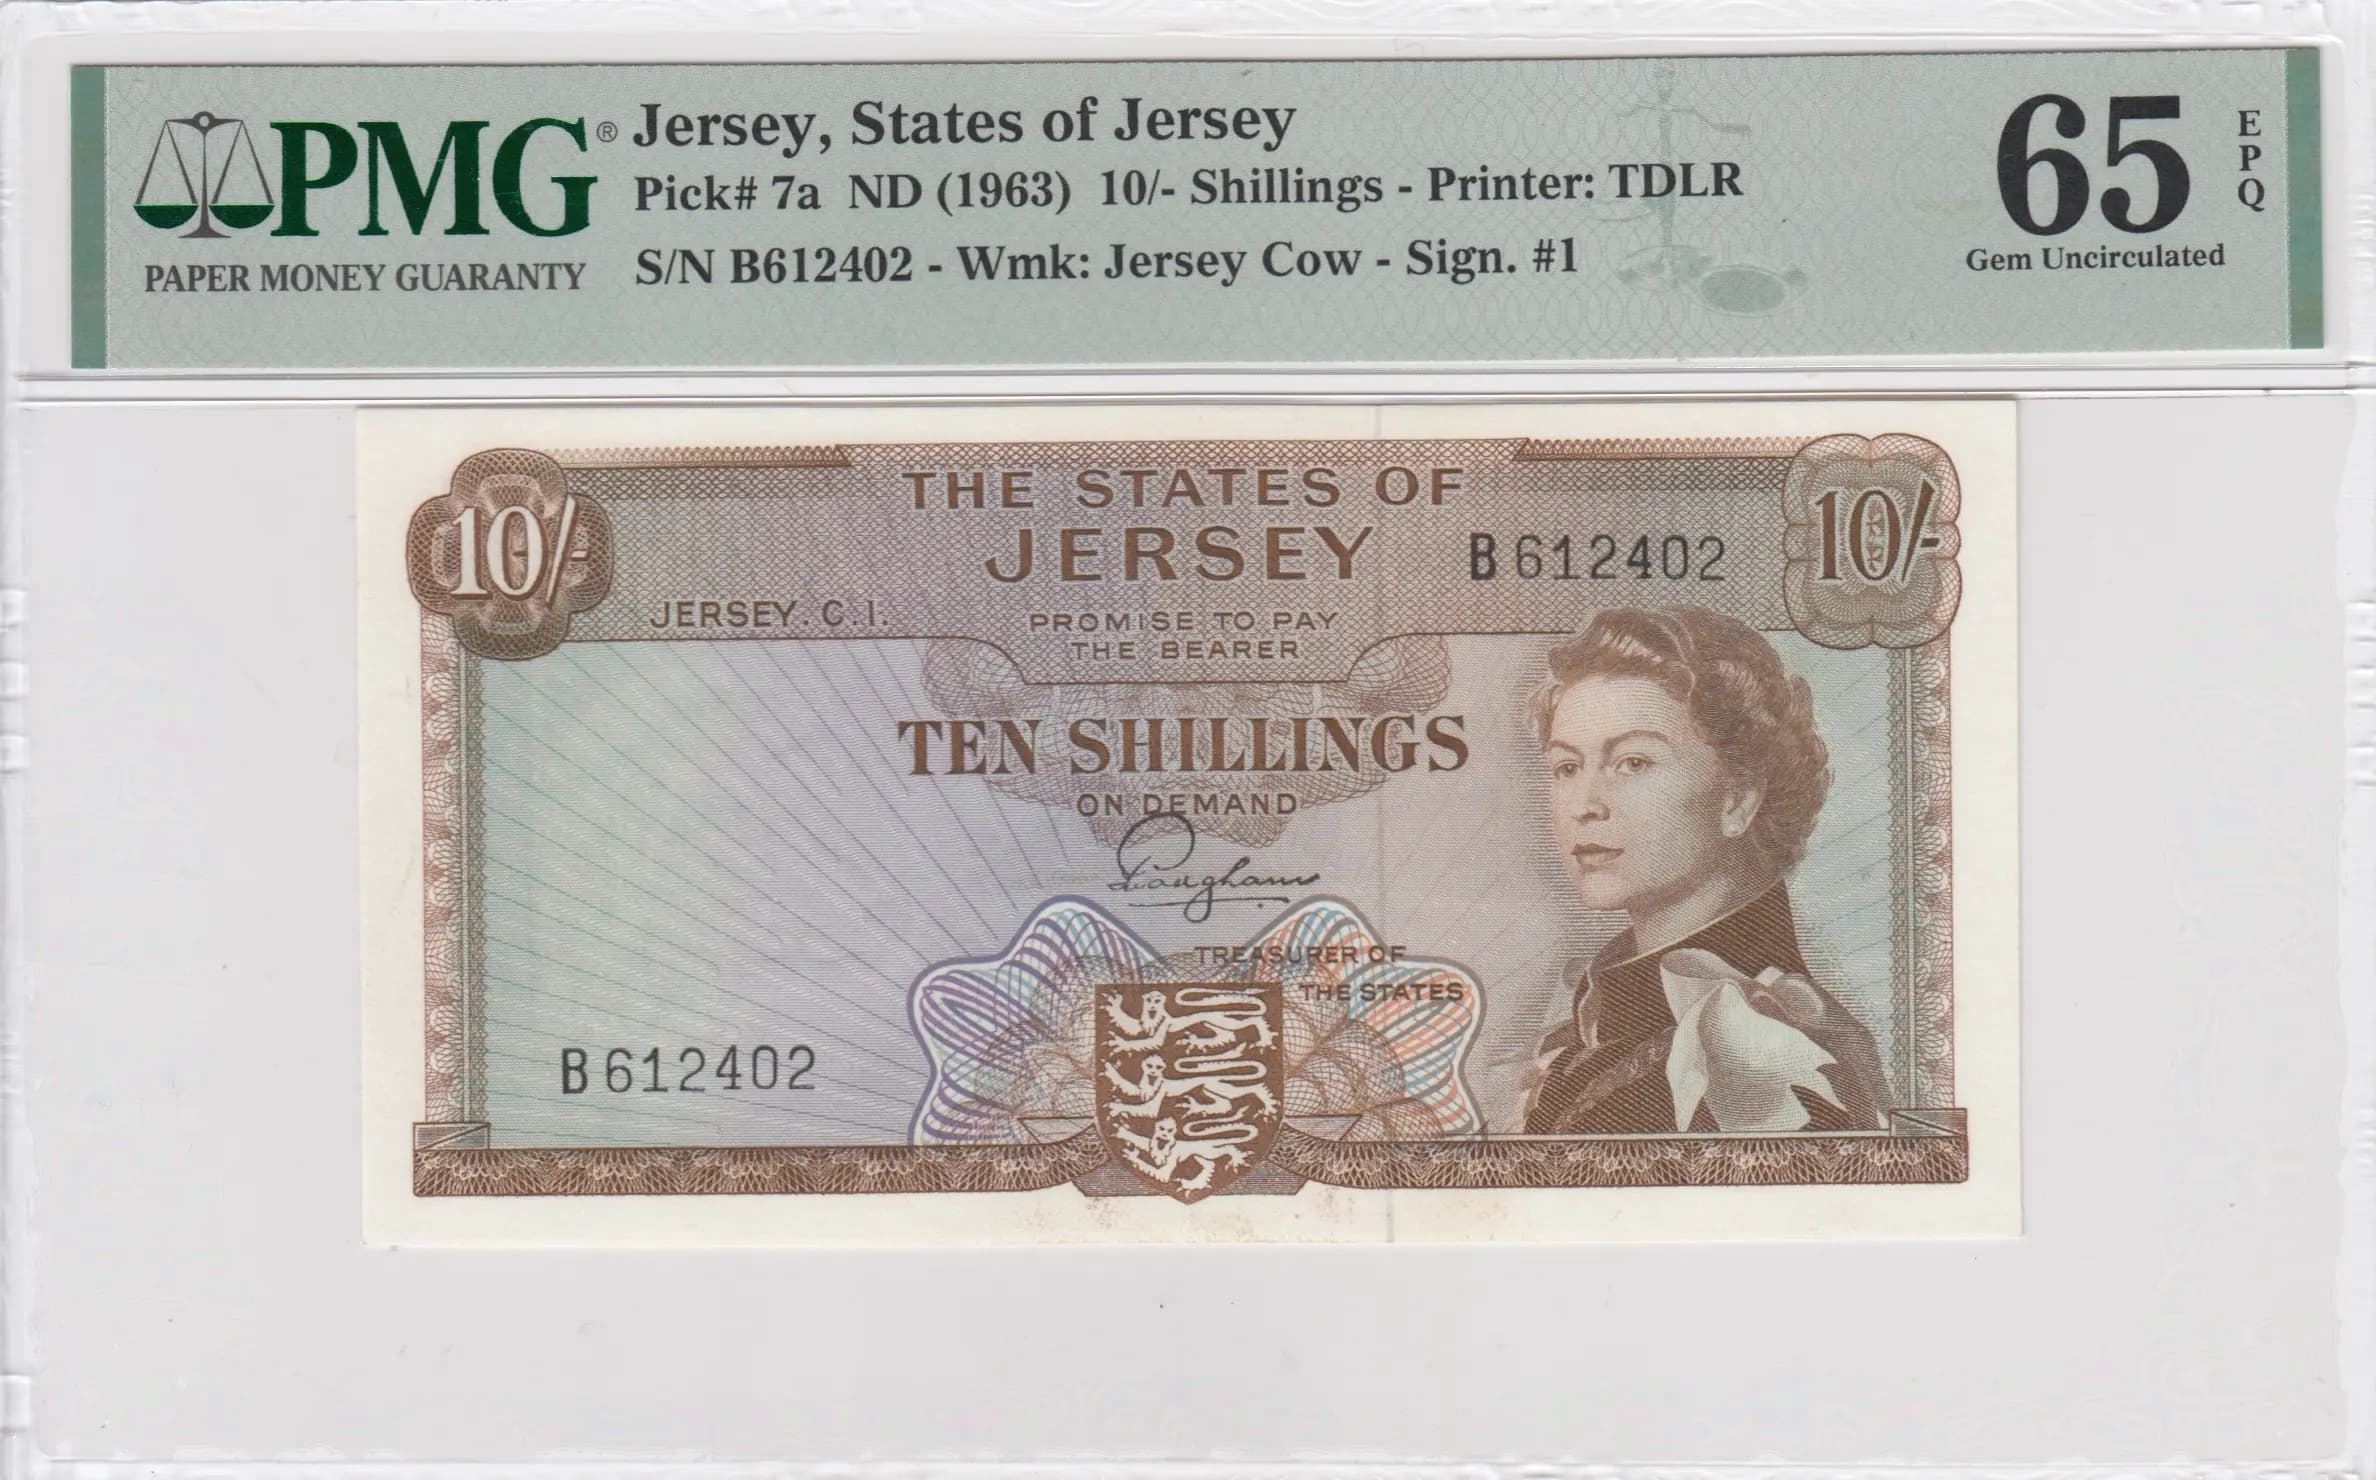 PMG®
PAPER MONEY GUARANTY
Jersey, States of Jersey
Pick# 7a ND (1963) 10/- Shillings - Printer: TDLR
S/N B612402 - Wmk: Jersey Cow - Sign. #1
65
EPQ
Gem Uncirculated
10/-
THE STATES OF
JERSEY
B 612402
10/-
JERSEY. C.I.
PROMISE TO PAY
THE BEARER
TEN SHILLINGS
ON DEMAND
TREASURER OF
THE STATES
B 612402